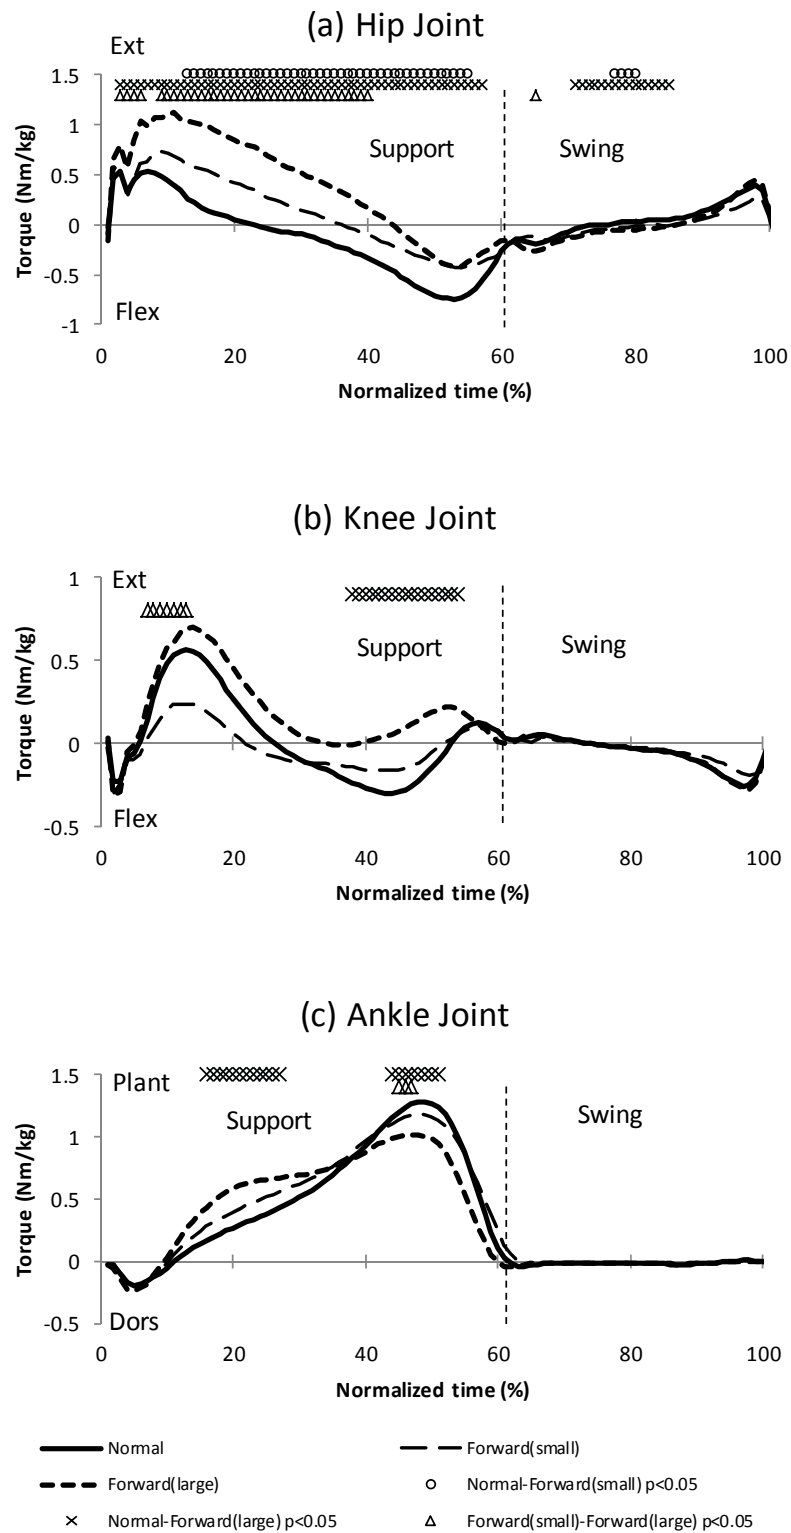 (a) Hip Joint
Ext
1.5
1
0.5
0
-0.5
-1
Torque (Nm/kg)
Support
Swing
Flex
0 20 40 60 80 100
Normalized time (%)
(b) Knee Joint
Ext
1
0.5
0
-0.5
Torque (Nm/kg)
Support
Swing
Flex
0 20 40 60 80 100
Normalized time (%)
(c) Ankle Joint
Plant
1.5
1
0.5
0
-0.5
Torque (Nm/kg)
Support
Swing
Dors
0 20 40 60 80 100
Normalized time (%)
Normal
Forward(small)
Forward(large)
Normal-Forward(small) p<0.05
Normal-Forward(large) p<0.05
Forward(small)-Forward(large) p<0.05